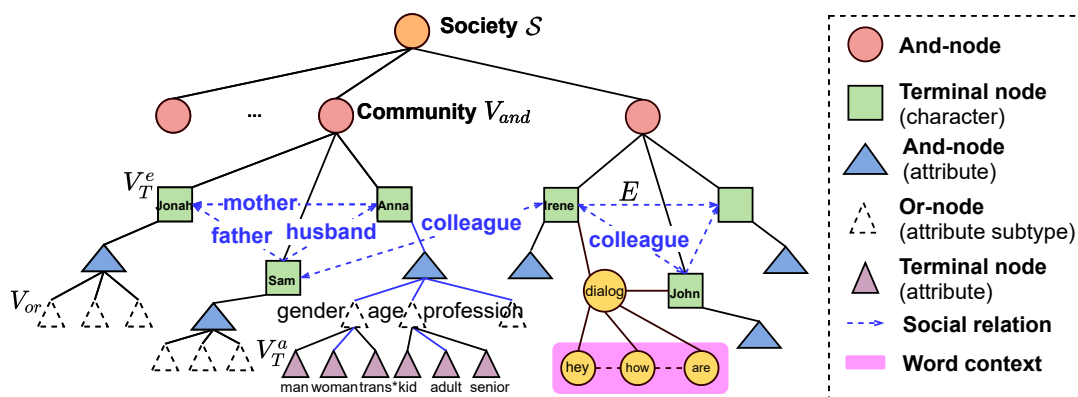 Society 𝒮
...
Community V_and
V_T^e
Jonah
mother
Anna
father
husband
colleague
Sam
Irene
E
colleague
John
dialog
V_or
gender
age
profession
V_T^a
man
woman
trans*
kid
adult
senior
hey
how
are
And-node
Terminal node
(character)
And-node
(attribute)
Or-node
(attribute subtype)
Terminal node
(attribute)
Social relation
Word context